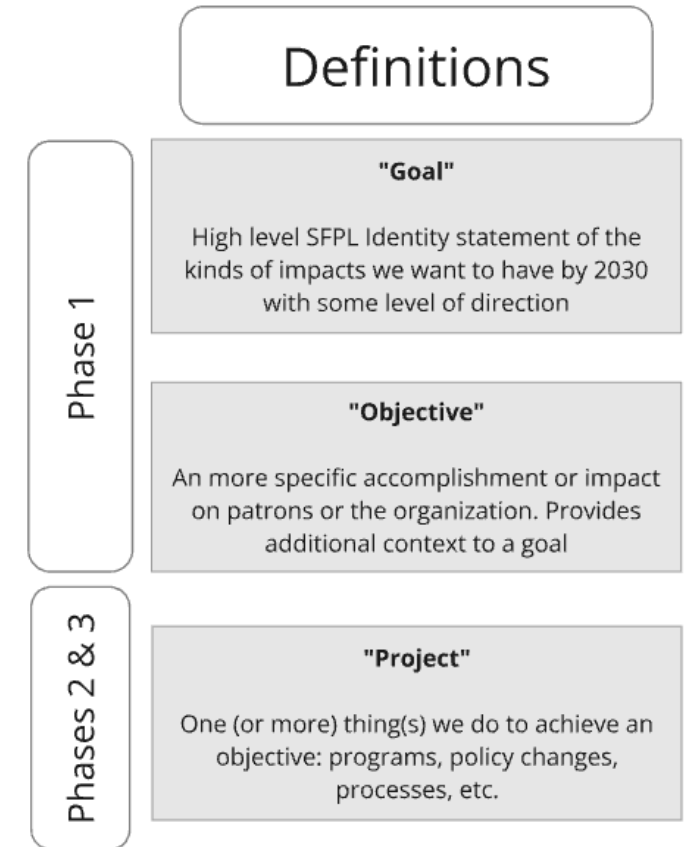 Definitions
Phase 1
"Goal"
High level SFPL Identity statement of the
kinds of impacts we want to have by 2030
with some level of direction
"Objective"
An more specific accomplishment or impact
on patrons or the organization. Provides
additional context to a goal
Phases 2 & 3
"Project"
One (or more) thing(s) we do to achieve an
objective: programs, policy changes,
processes, etc.